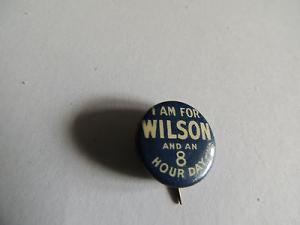 I AM FOR
WILSON
AND AN
8
HOUR DAY